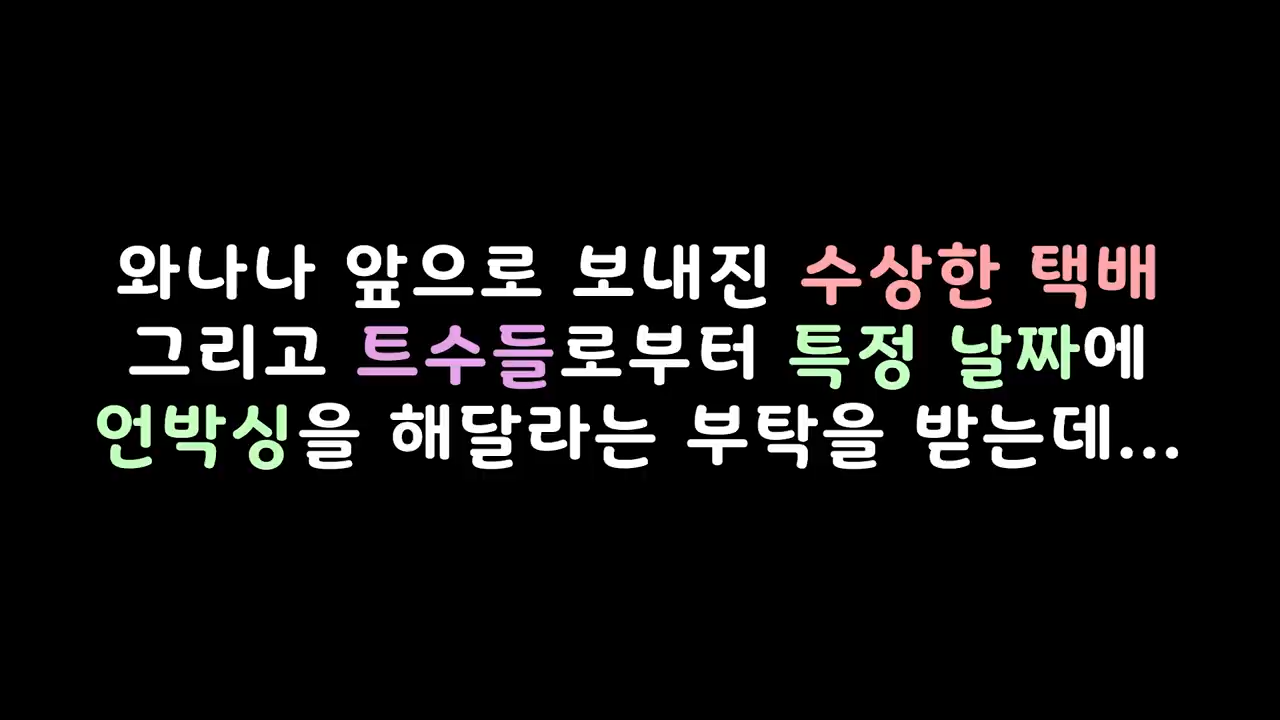 와나나 앞으로 보내진 수상한 택배
그리고 트수들로부터 특정 날짜에
언박싱을 해달라는 부탁을 받는데...